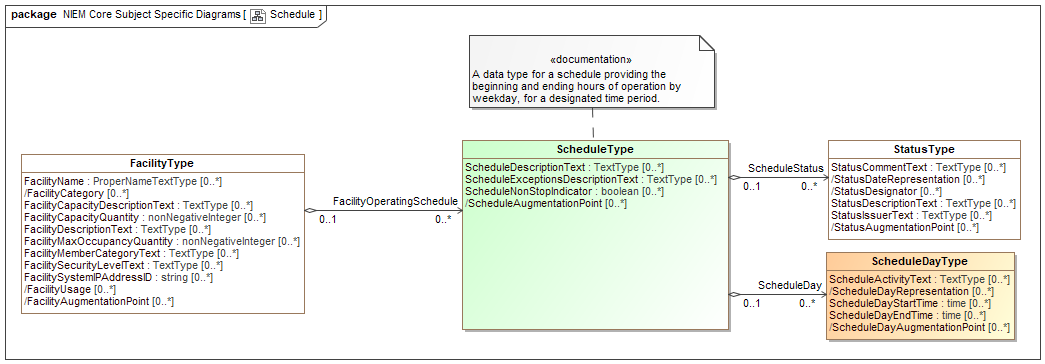 package NIEM Core Subject Specific Diagrams [ Schedule ]
«documentation»
A data type for a schedule providing the
beginning and ending hours of operation by
weekday, for a designated time period.
FacilityType
FacilityName : ProperNameTextType [0..*]
/FacilityCategory [0..*]
FacilityCapacityDescriptionText : TextType [0..*]
FacilityCapacityQuantity : nonNegativeInteger [0..*]
FacilityDescriptionText : TextType [0..*]
FacilityMaxOccupancyQuantity : nonNegativeInteger [0..*]
FacilityMemberCategoryText : TextType [0..*]
FacilitySecurityLevelText : TextType [0..*]
FacilitySystemIPAddressID : string [0..*]
/FacilityUsage [0..*]
/FacilityAugmentationPoint [0..*]
FacilityOperatingSchedule
0..1 0..*
ScheduleType
ScheduleDescriptionText : TextType [0..*]
ScheduleExceptionsDescriptionText : TextType [0..*]
ScheduleNonStopIndicator : boolean [0..*]
/ScheduleAugmentationPoint [0..*]
ScheduleStatus
0..1 0..*
StatusType
StatusCommentText : TextType [0..*]
/StatusDateRepresentation [0..*]
/StatusDesignator [0..*]
StatusDescriptionText : TextType [0..*]
StatusIssuerText : TextType [0..*]
/StatusAugmentationPoint [0..*]
ScheduleDay
0..1 0..*
ScheduleDayType
ScheduleActivityText : TextType [0..*]
/ScheduleDayRepresentation [0..*]
ScheduleDayStartTime : time [0..*]
ScheduleDayEndTime : time [0..*]
/ScheduleDayAugmentationPoint [0..*]